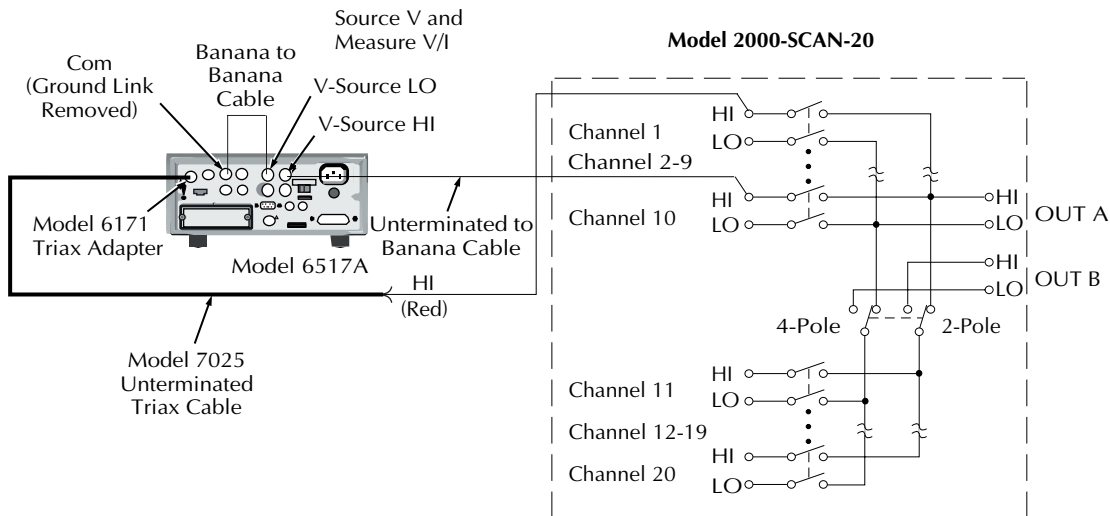 Source V and
Measure V/I
Model 2000-SCAN-20
Com
(Ground Link
Removed)
Banana to
Banana
Cable
V-Source LO
V-Source HI
Model 6171
Triax Adapter
Model 6517A
Unterminated to
Banana Cable
HI
(Red)
Model 7025
Unterminated
Triax Cable
Channel 1
HI
LO
Channel 2-9
Channel 10
HI
LO
HI
LO
OUT A
HI
LO
OUT B
4-Pole
2-Pole
Channel 11
HI
LO
Channel 12-19
Channel 20
HI
LO